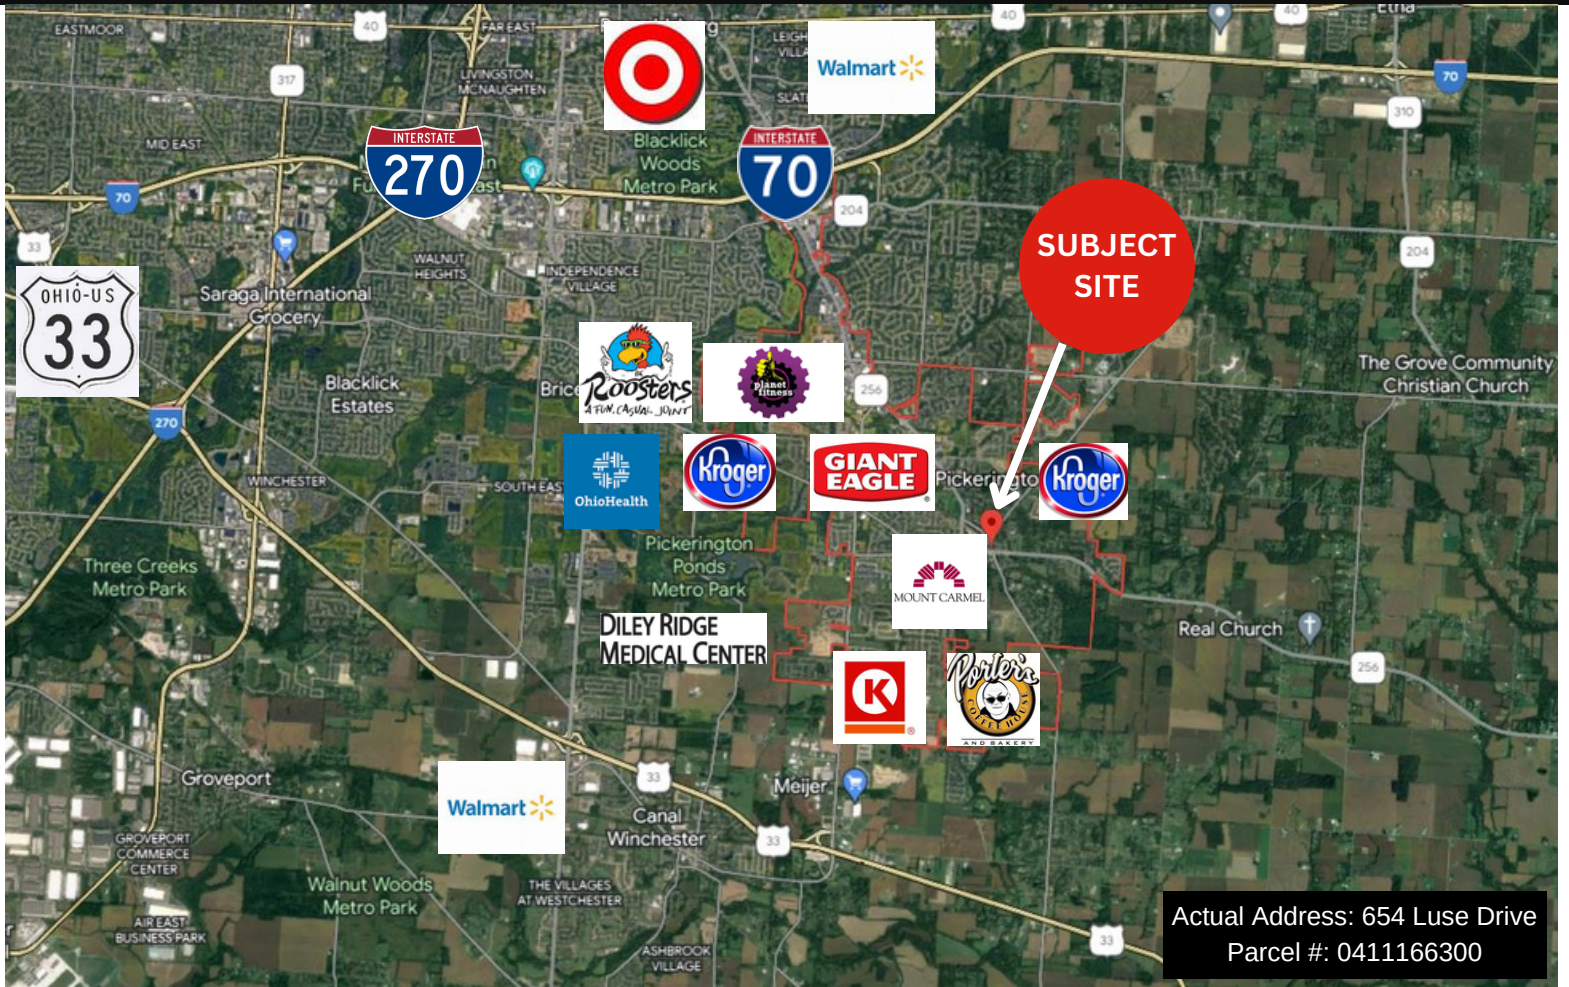 40
40
40
Etna
EASTMOOR
FAR EAST
317
LIVINGSTON
MCNAUGHTEN
Walmart
70
310
MID EAST
INTERSTATE
270
Blacklick
Woods
Metro Park
INTERSTATE
70
70
204
33
204
WALNUT
HEIGHTS
INDEPENDENCE
VILLAGE
SUBJECT
SITE
OHIO-US
33
Saraga International
Grocery
Blacklick
Estates
Brice
Roosters
A FUN, CASUAL JOINT
planet
fitness
256
The Grove Community
Christian Church
270
WINCHESTER
SOUTH EAST
OhioHealth
Kroger
GIANT
EAGLE
Pickeringto
Kroger
Three Creeks
Metro Park
Pickerington
Ponds
Metro Park
MOUNT CARMEL
DILEY RIDGE
MEDICAL CENTER
Real Church
256
K
Porter's
COFFEE HOUSE
AND BAKERY
Groveport
Walmart
33
Meijer
Canal
Winchester
33
GROVEPORT
COMMERCE
CENTER
Walnut Woods
Metro Park
THE VILLAGES
AT WESTCHESTER
AIR EAST
BUSINESS PARK
ASHBROOK
VILLAGE
33
Actual Address: 654 Luse Drive
Parcel #: 0411166300